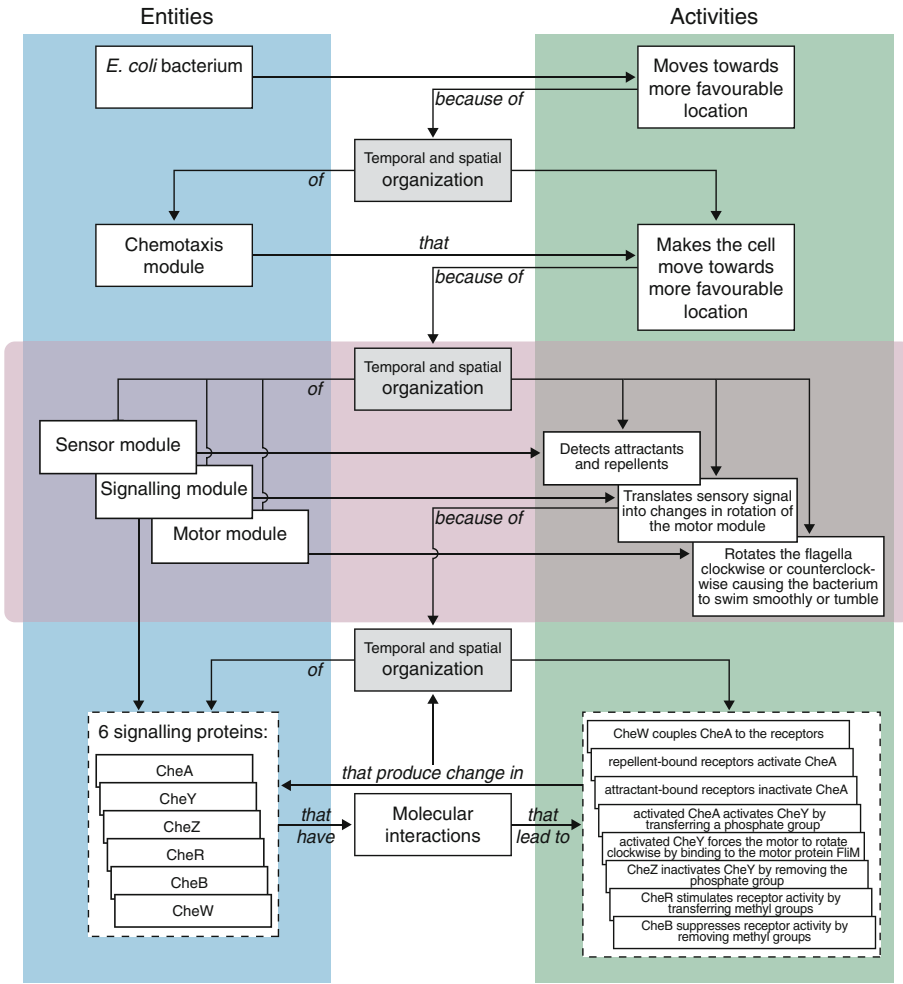 Entities
Activities
E. coli bacterium
Moves towards
more favourable
location
because of
Temporal and spatial
organization
of
Chemotaxis
module
that
Makes the cell
move towards
more favourable
location
because of
Temporal and spatial
organization
of
Sensor module
Signalling module
Motor module
Detects attractants
and repellents
Translates sensory signal
into changes in rotation of
the motor module
Rotates the flagella
clockwise or counterclock-
wise causing the bacterium
to swim smoothly or tumble
because of
Temporal and spatial
organization
of
6 signalling proteins:
CheA
CheY
CheZ
CheR
CheB
CheW
that produce change in
that
have
Molecular
interactions
that
lead to
CheW couples CheA to the receptors
repellent-bound receptors activate CheA
attractant-bound receptors inactivate CheA
activated CheA activates CheY by
transferring a phosphate group
activated CheY forces the motor to rotate
clockwise by binding to the motor protein FliM
CheZ inactivates CheY by removing the
phosphate group
CheR stimulates receptor activity by
transferring methyl groups
CheB suppresses receptor activity by
removing methyl groups